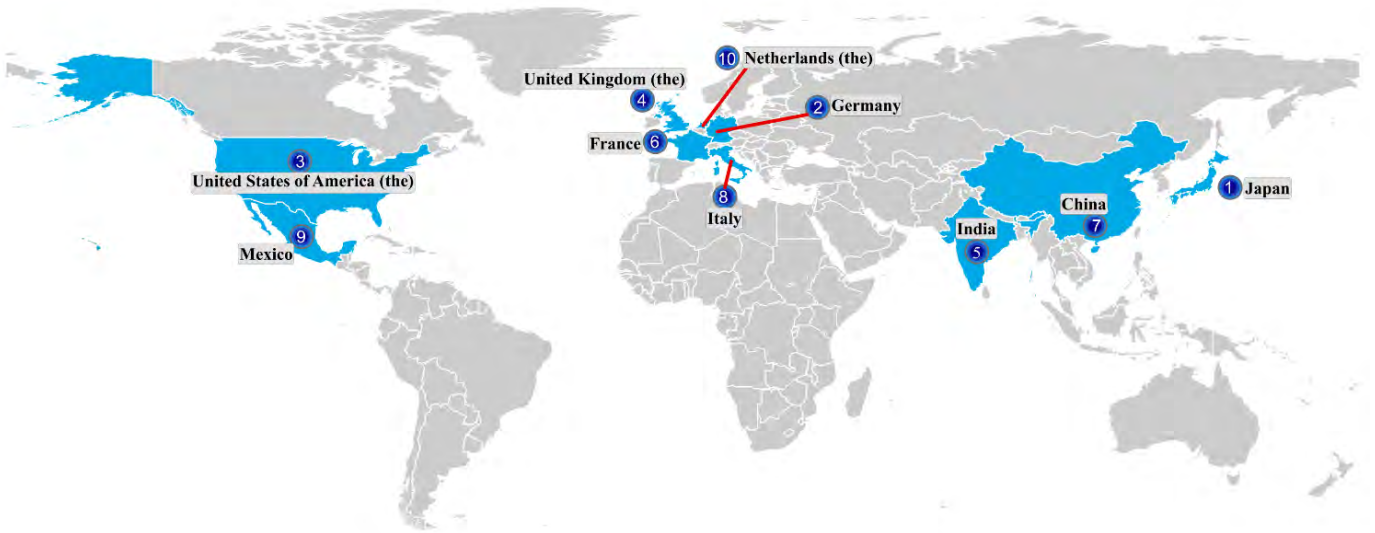 10 Netherlands (the)
United Kingdom (the)
4
2 Germany
6
France
3
United States of America (the)
1 Japan
8
Italy
China
7
India
5
9
Mexico